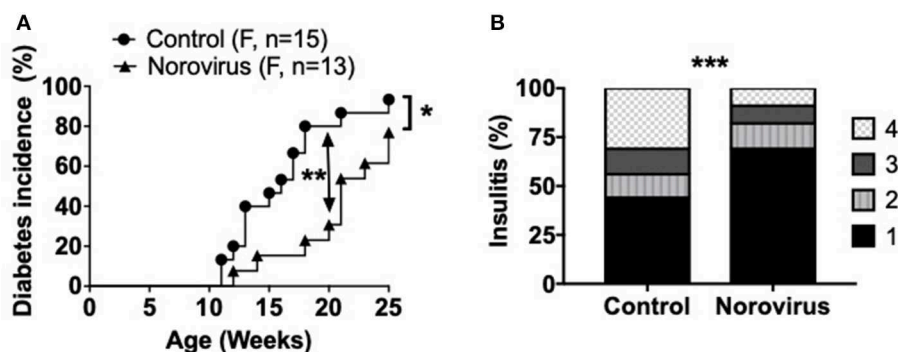 A
Control (F, n=15)
Norovirus (F, n=13)
Diabetes incidence (%)
100
80
60
40
20
0
*
**
0 5 10 15 20 25
Age (Weeks)
B
***
Insulitis (%)
100
75
50
25
0
Control Norovirus
4
3
2
1